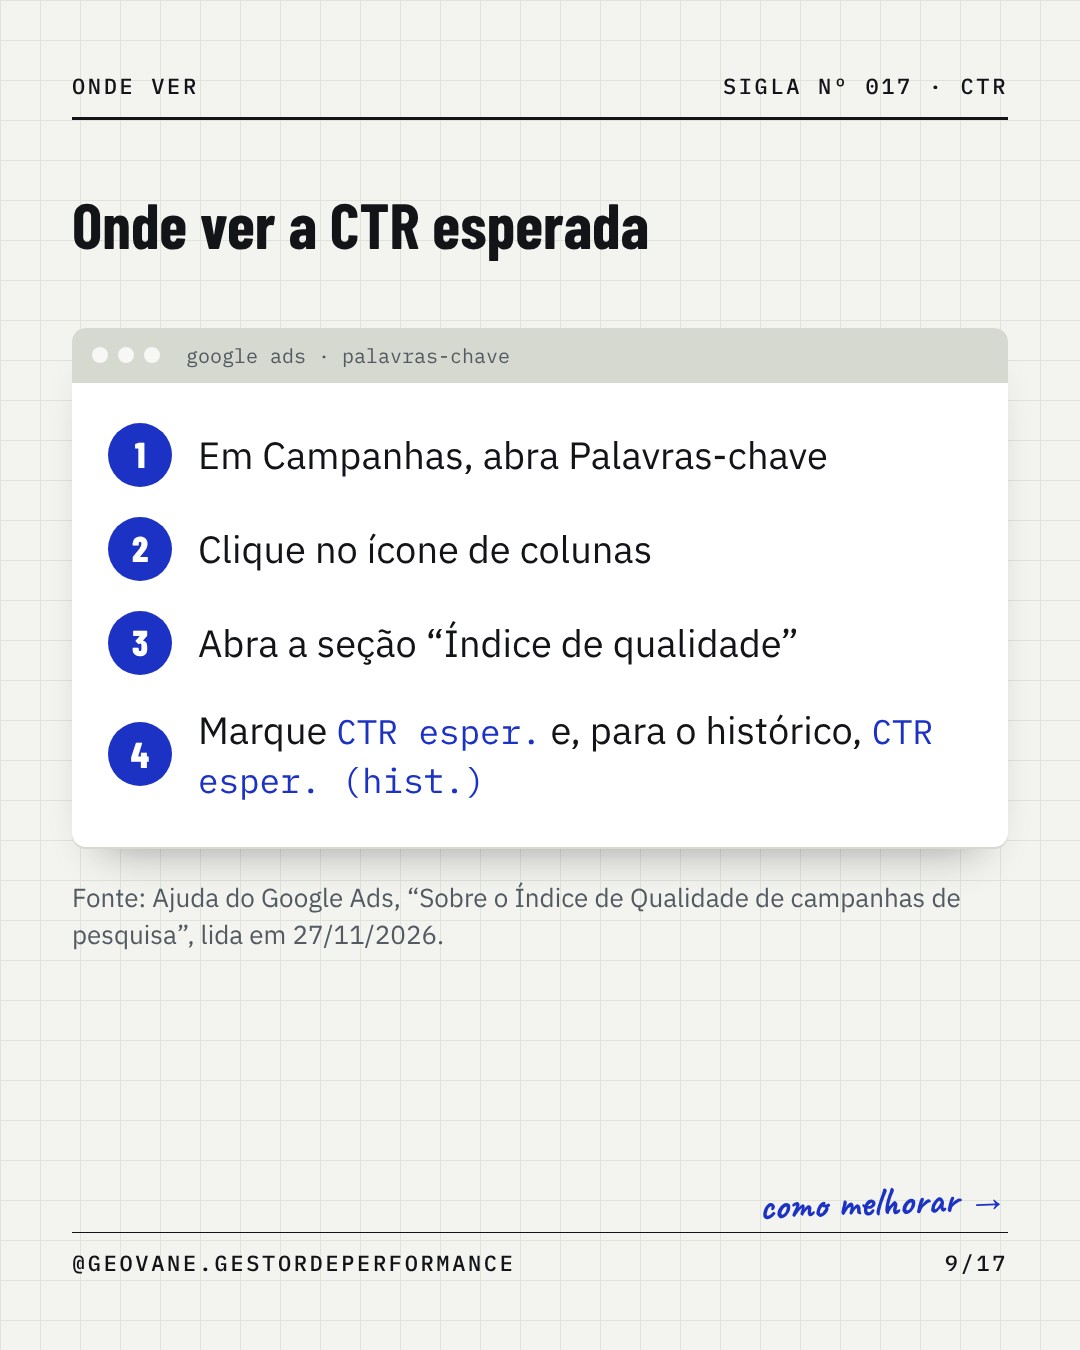 ONDE VER
SIGLA Nº 017 · CTR
Onde ver a CTR esperada
google ads · palavras-chave
1 Em Campanhas, abra Palavras-chave
2 Clique no ícone de colunas
3 Abra a seção “Índice de qualidade”
4 Marque CTR esper. e, para o histórico, CTR
esper. (hist.)
Fonte: Ajuda do Google Ads, “Sobre o Índice de Qualidade de campanhas de
pesquisa”, lida em 27/11/2026.
como melhorar →
@GEOVANE.GESTORDEPERFORMANCE
9/17